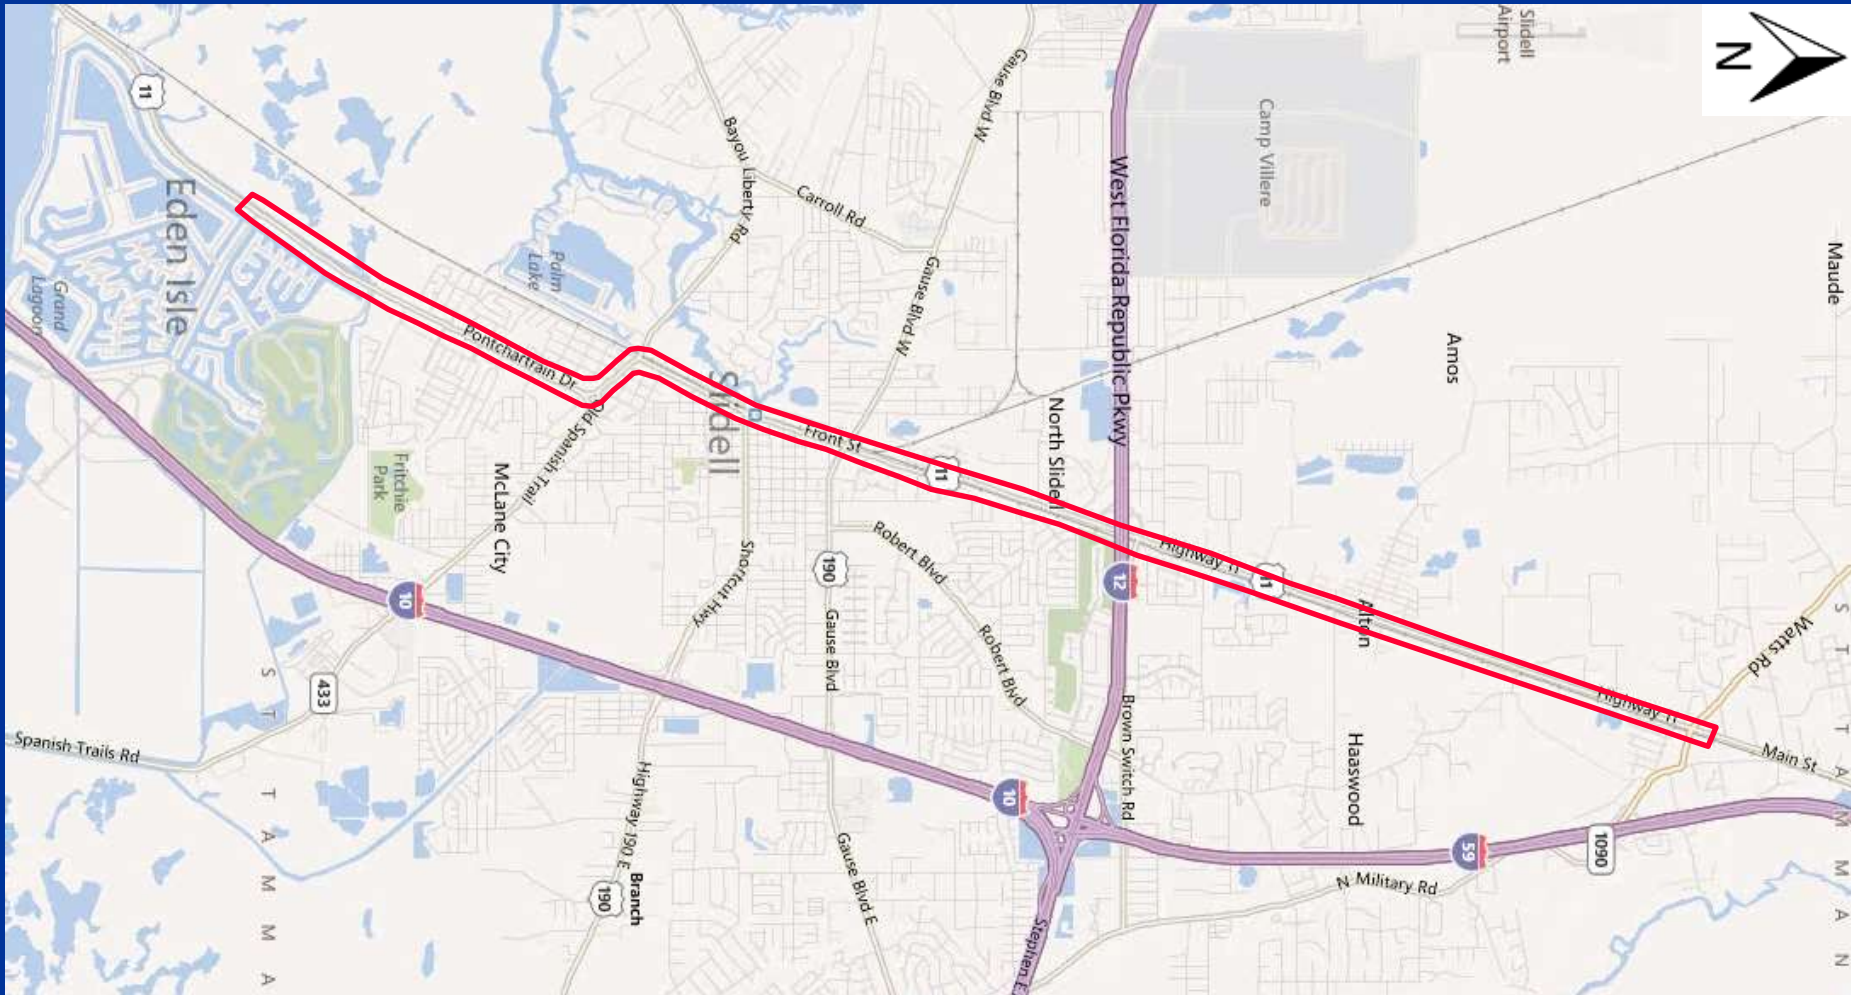 Slidell
Airport
N
11
Gause Blvd W
Camp Villere
Bayou Liberty Rd
Carroll Rd
West Florida Republic Pkwy
Maude
Eden Isle
Palm
Lake
Gause Blvd W
Grand
Lagoon
Amos
Pontchartrain Dr
Slidell
Old Spanish Trail
Front St
North Slidell
11
Fritchie
Park
McLane City
Robert Blvd
Shortcut Hwy
190
12
Highway 11
11
Alton
Watts Rd
10
Gause Blvd
Robert Blvd
433
Brown Switch Rd
Highway 11
Main St
Spanish Trails Rd
Haaswood
10
Highway 190 E
Branch
190
Gause Blvd E
59
1090
N Military Rd
Stephen E
S T T A M M A
S T T A M M A N